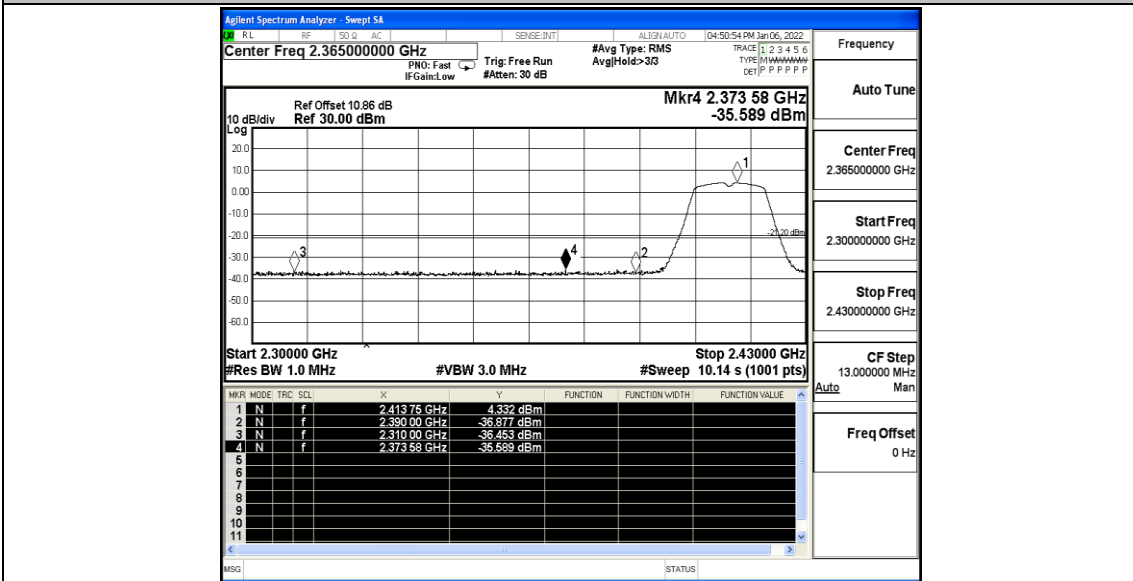 Agilent Spectrum Analyzer - Swept SA
RL RF 50 Ω AC SENSE:INT ALIGNAUTO 04:50:54 PM Jan 06, 2022
Center Freq 2.365000000 GHz
PNO: Fast
IFGain:Low
Trig: Free Run
#Atten: 30 dB
#Avg Type: RMS
Avg|Hold:>3/3
TRACE 1 2 3 4 5 6
TYPE MWWWWW
DET P P P P P P
Ref Offset 10.86 dB
Ref 30.00 dBm
10 dB/div
Log
Mkr4 2.373 58 GHz
-35.589 dBm
20.0
10.0
0.00
-10.0
-20.0
-30.0
-40.0
-50.0
-60.0
1
2
3
4
-21.20 dBm
Start 2.30000 GHz Stop 2.43000 GHz
#Res BW 1.0 MHz #VBW 3.0 MHz #Sweep 10.14 s (1001 pts)
MKR MODE TRC SCL X Y FUNCTION FUNCTION WIDTH FUNCTION VALUE
1 N f 2.413 75 GHz 4.332 dBm
2 N f 2.390 00 GHz -36.877 dBm
3 N f 2.310 00 GHz -36.453 dBm
4 N f 2.373 58 GHz -35.589 dBm
5
6
7
8
9
10
11
MSG STATUS
Frequency
Auto Tune
Center Freq
2.365000000 GHz
Start Freq
2.300000000 GHz
Stop Freq
2.430000000 GHz
CF Step
13.000000 MHz
Auto Man
Freq Offset
0 Hz